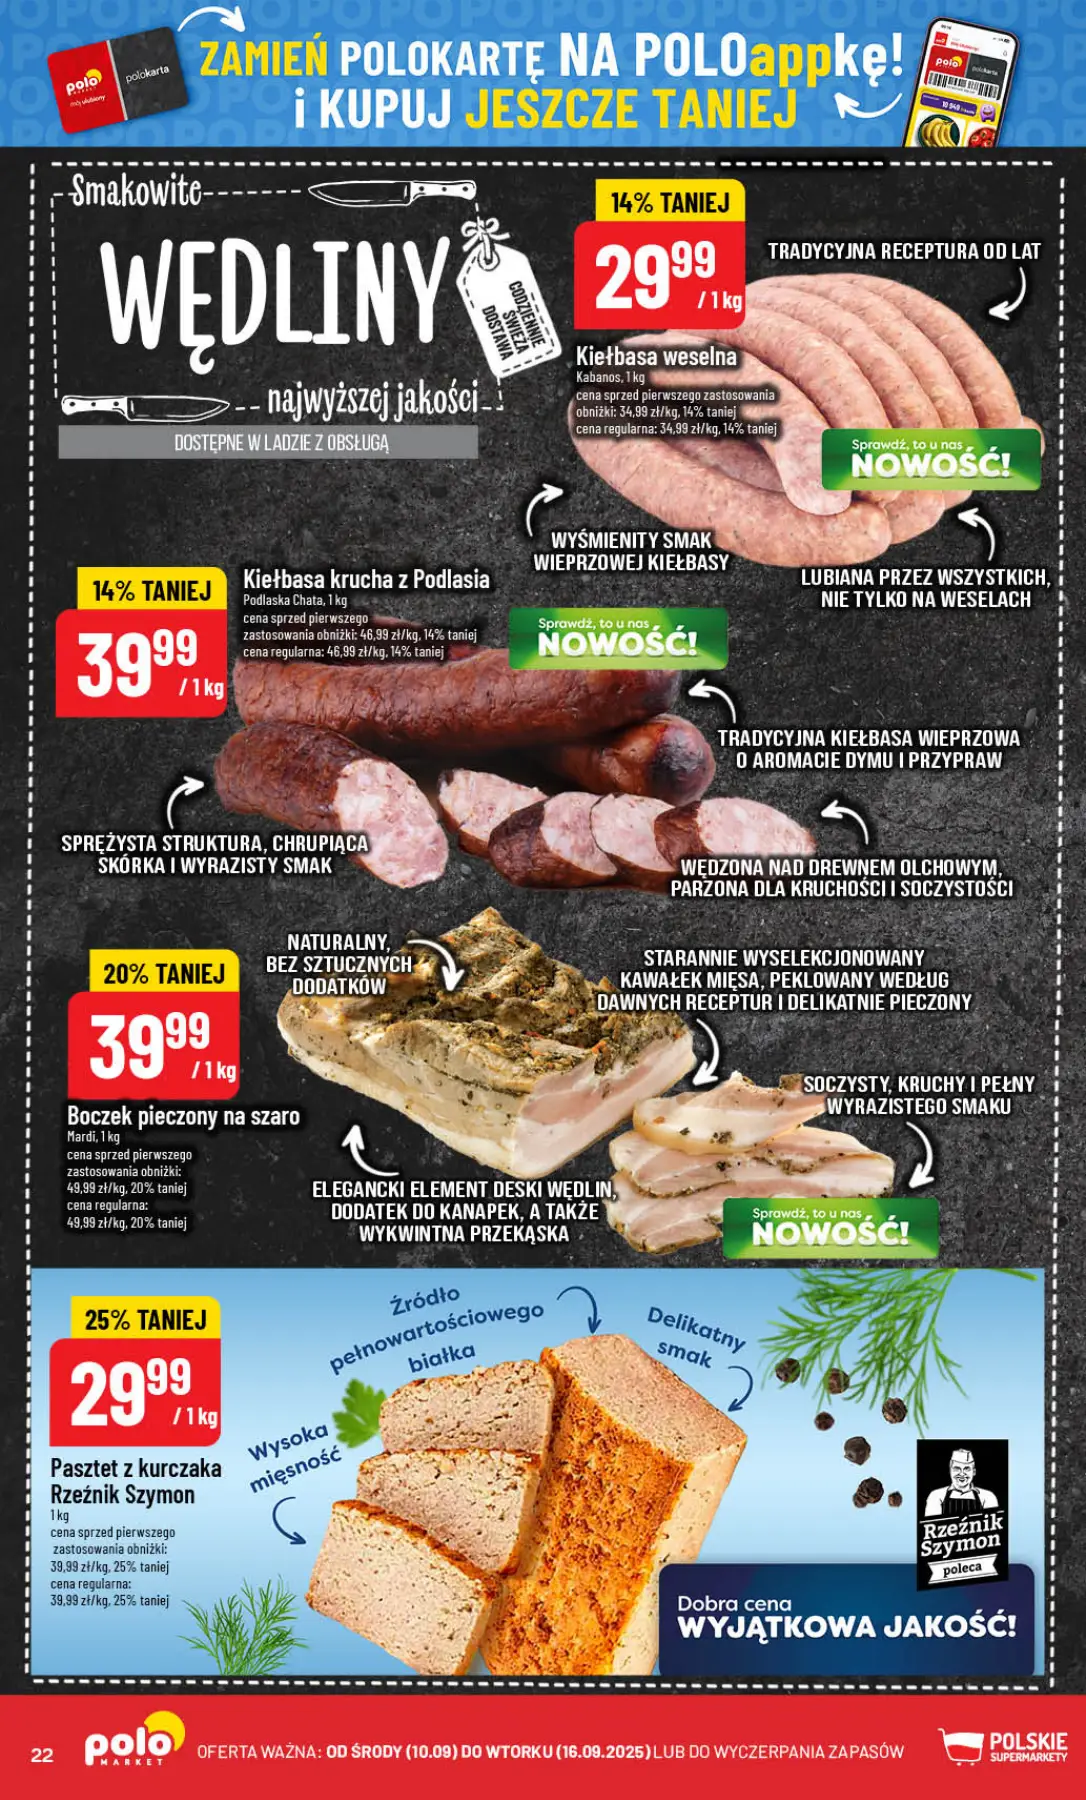 polo
MARKET
mój ulubiony
polokarta
ZAMIEŃ POLOKARTĘ NA POLOappkę!
i KUPUJ JESZCZE TANIEJ
Smakowite
WĘDLINY
CODZIENNIE
ŚWIEŻA
DOSTAWA
najwyższej jakości
DOSTĘPNE W LADZIE Z OBSŁUGĄ
14% TANIEJ
29 99
/ 1 kg
Kiełbasa weselna
Kabanos, 1 kg
cena sprzed pierwszego zastosowania
obniżki: 34,99 zł/kg, 14% taniej
cena regularna: 34,99 zł/kg, 14% taniej
TRADYCYJNA RECEPTURA OD LAT
Sprawdź, to u nas
NOWOŚĆ!
WYŚMIENITY SMAK
WIEPRZOWEJ KIEŁBASY
LUBIANA PRZEZ WSZYSTKICH,
NIE TYLKO NA WESELACH
14% TANIEJ
39 99
/ 1 kg
Kiełbasa krucha z Podlasia
Podlaska Chata, 1 kg
cena sprzed pierwszego
zastosowania obniżki: 46,99 zł/kg, 14% taniej
cena regularna: 46,99 zł/kg, 14% taniej
Sprawdź, to u nas
NOWOŚĆ!
TRADYCYJNA KIEŁBASA WIEPRZOWA
O AROMACIE DYMU I PRZYPRAW
SPRĘŻYSTA STRUKTURA, CHRUPIĄCA
SKÓRKA I WYRAZISTY SMAK
WĘDZONA NAD DREWNEM OLCHOWYM,
PARZONA DLA KRUCHOŚCI I SOCZYSTOŚCI
20% TANIEJ
39 99
/ 1 kg
Boczek pieczony na szaro
Mardi, 1 kg
cena sprzed pierwszego
zastosowania obniżki:
49,99 zł/kg, 20% taniej
cena regularna:
49,99 zł/kg, 20% taniej
NATURALNY,
BEZ SZTUCZNYCH
DODATKÓW
STARANNIE WYSELEKCJONOWANY
KAWAŁEK MIĘSA, PEKLOWANY WEDŁUG
DAWNYCH RECEPTUR I DELIKATNIE PIECZONY
SOCZYSTY, KRUCHY I PEŁNY
WYRAZISTEGO SMAKU
ELEGANCKI ELEMENT DESKI WĘDLIN,
DODATEK DO KANAPEK, A TAKŻE
WYKWINTNA PRZEKĄSKA
Sprawdź, to u nas
NOWOŚĆ!
25% TANIEJ
29 99
/ 1 kg
Pasztet z kurczaka
Rzeźnik Szymon
1 kg
cena sprzed pierwszego
zastosowania obniżki:
39,99 zł/kg, 25% taniej
cena regularna:
39,99 zł/kg, 25% taniej
Źródło
pełnowartościowego
białka
Delikatny
smak
Wysoka
mięsność
Rzeźnik
Szymon
poleca
Dobra cena
WYJĄTKOWA JAKOŚĆ!
22
polo
MARKET
OFERTA WAŻNA: OD ŚRODY (10.09) DO WTORKU (16.09.2025) LUB DO WYCZERPANIA ZAPASÓW
POLSKIE
SUPERMARKETY